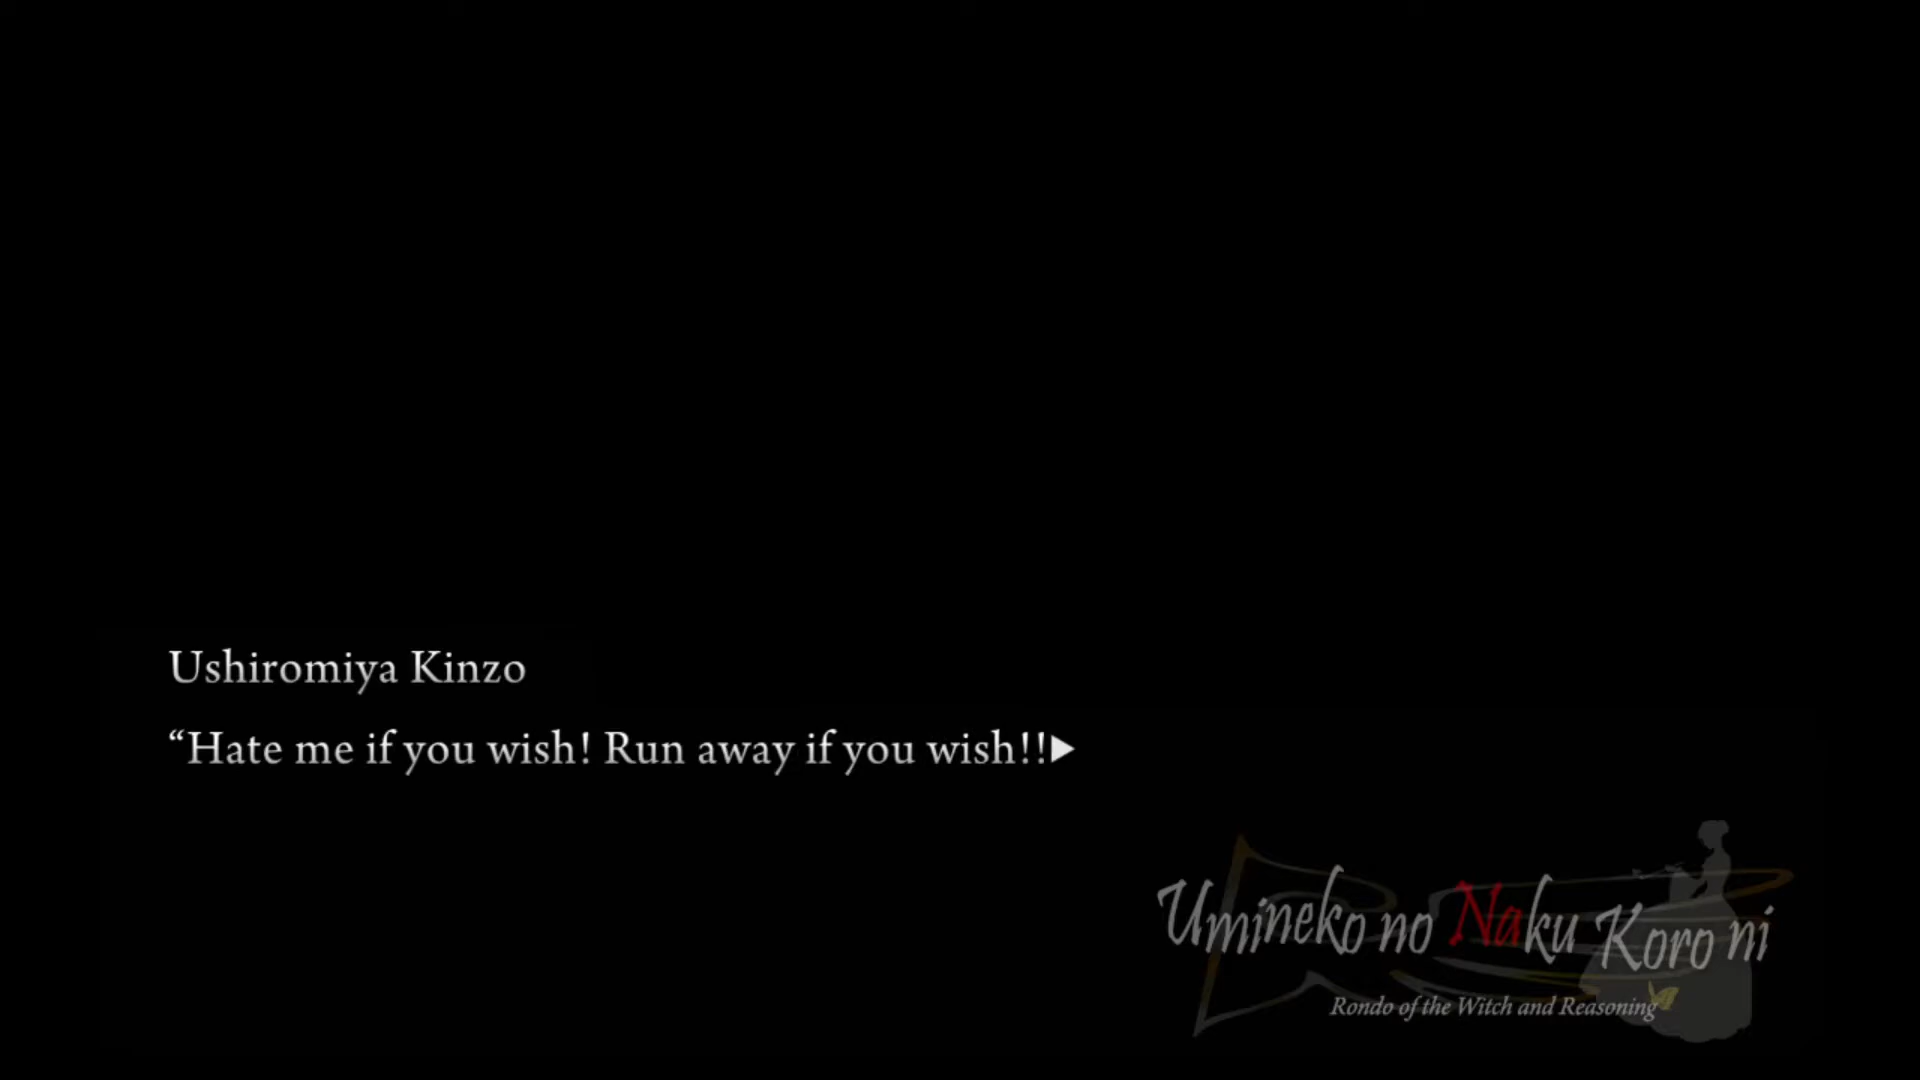 Ushiromiya Kinzo
“Hate me if you wish! Run away if you wish!!
Umineko no Naku Koro ni
Rondo of the Witch and Reasoning